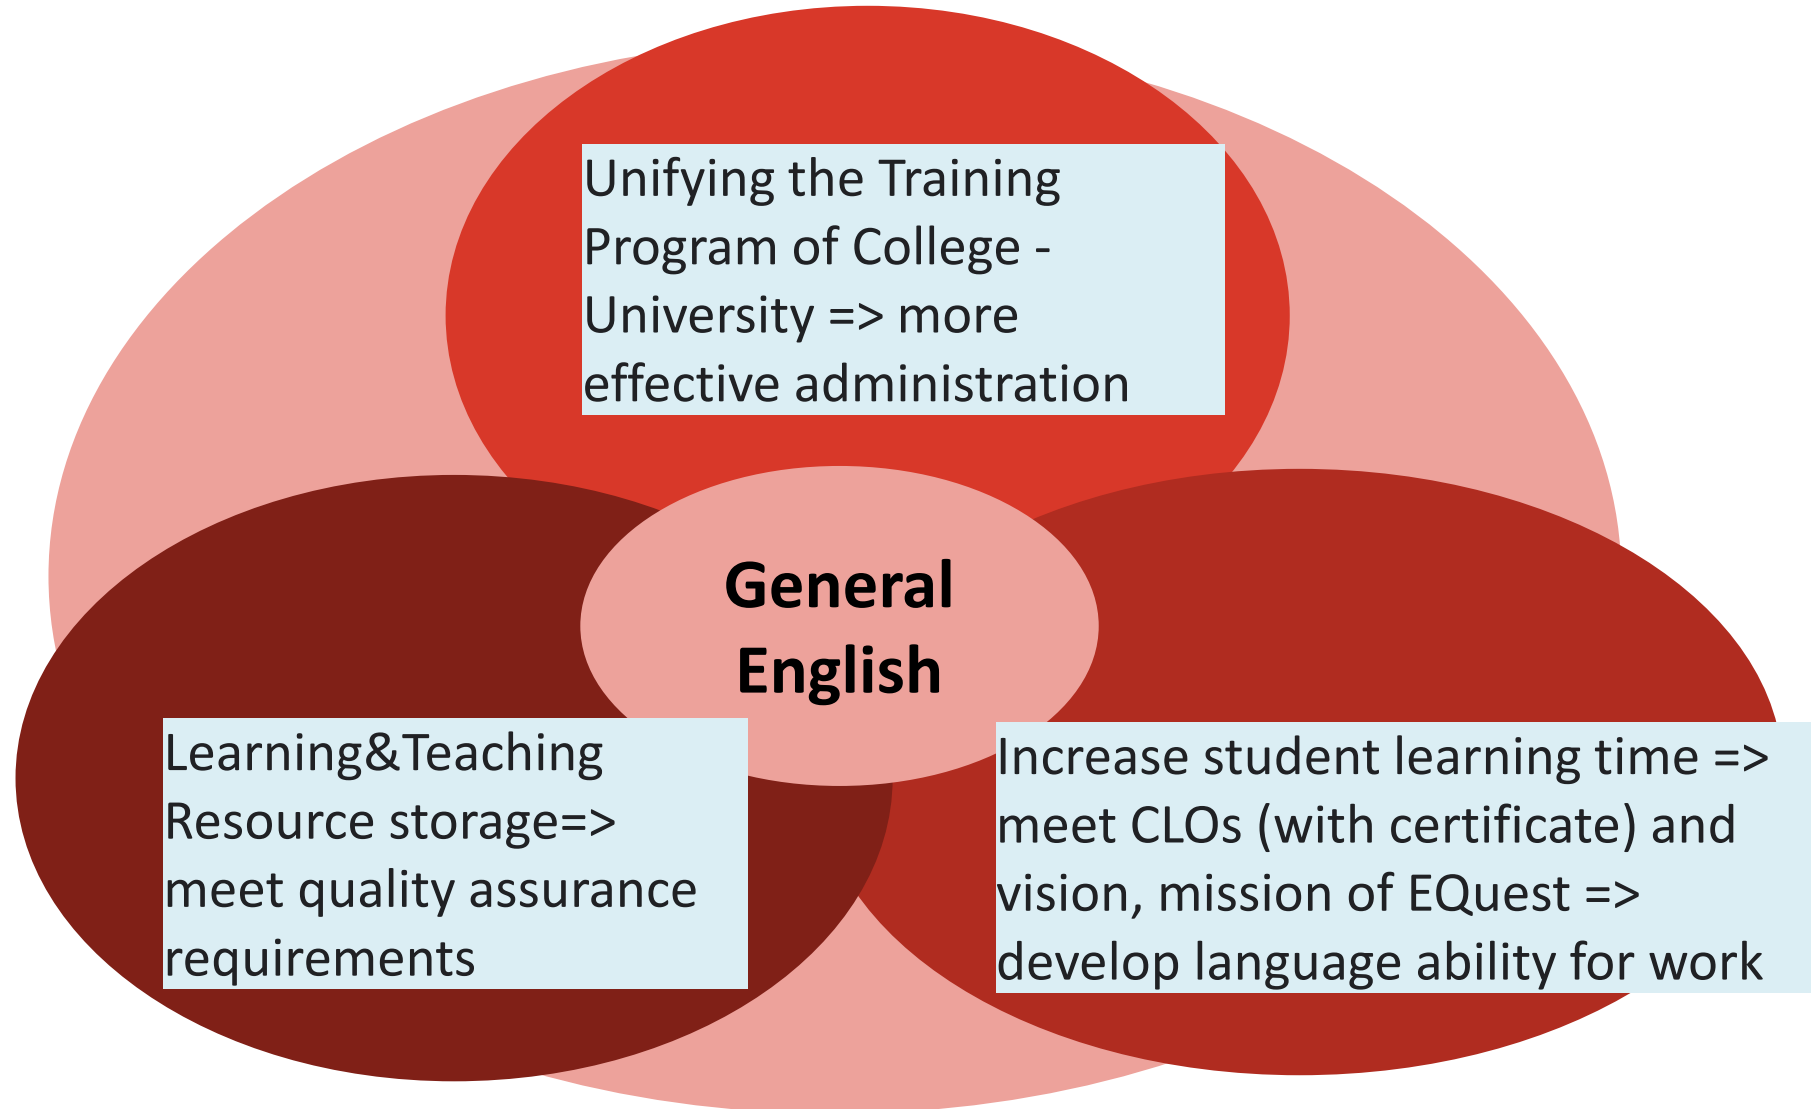 Unifying the Training
Program of College -
University => more
effective administration
General
English
Learning&Teaching
Resource storage=>
meet quality assurance
requirements
Increase student learning time =>
meet CLOs (with certificate) and
vision, mission of EQuest =>
develop language ability for work